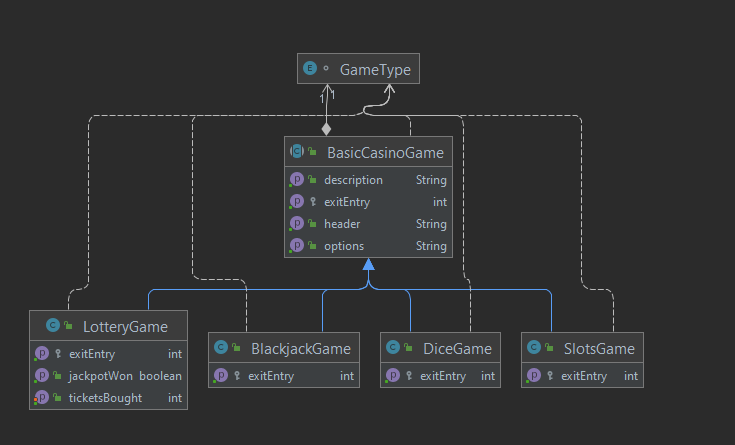 E GameType
1 1
C BasicCasinoGame
p description String
p exitEntry int
p header String
p options String
C LotteryGame
p exitEntry int
p jackpotWon boolean
p ticketsBought int
C BlackjackGame
p exitEntry int
C DiceGame
p exitEntry int
C SlotsGame
p exitEntry int